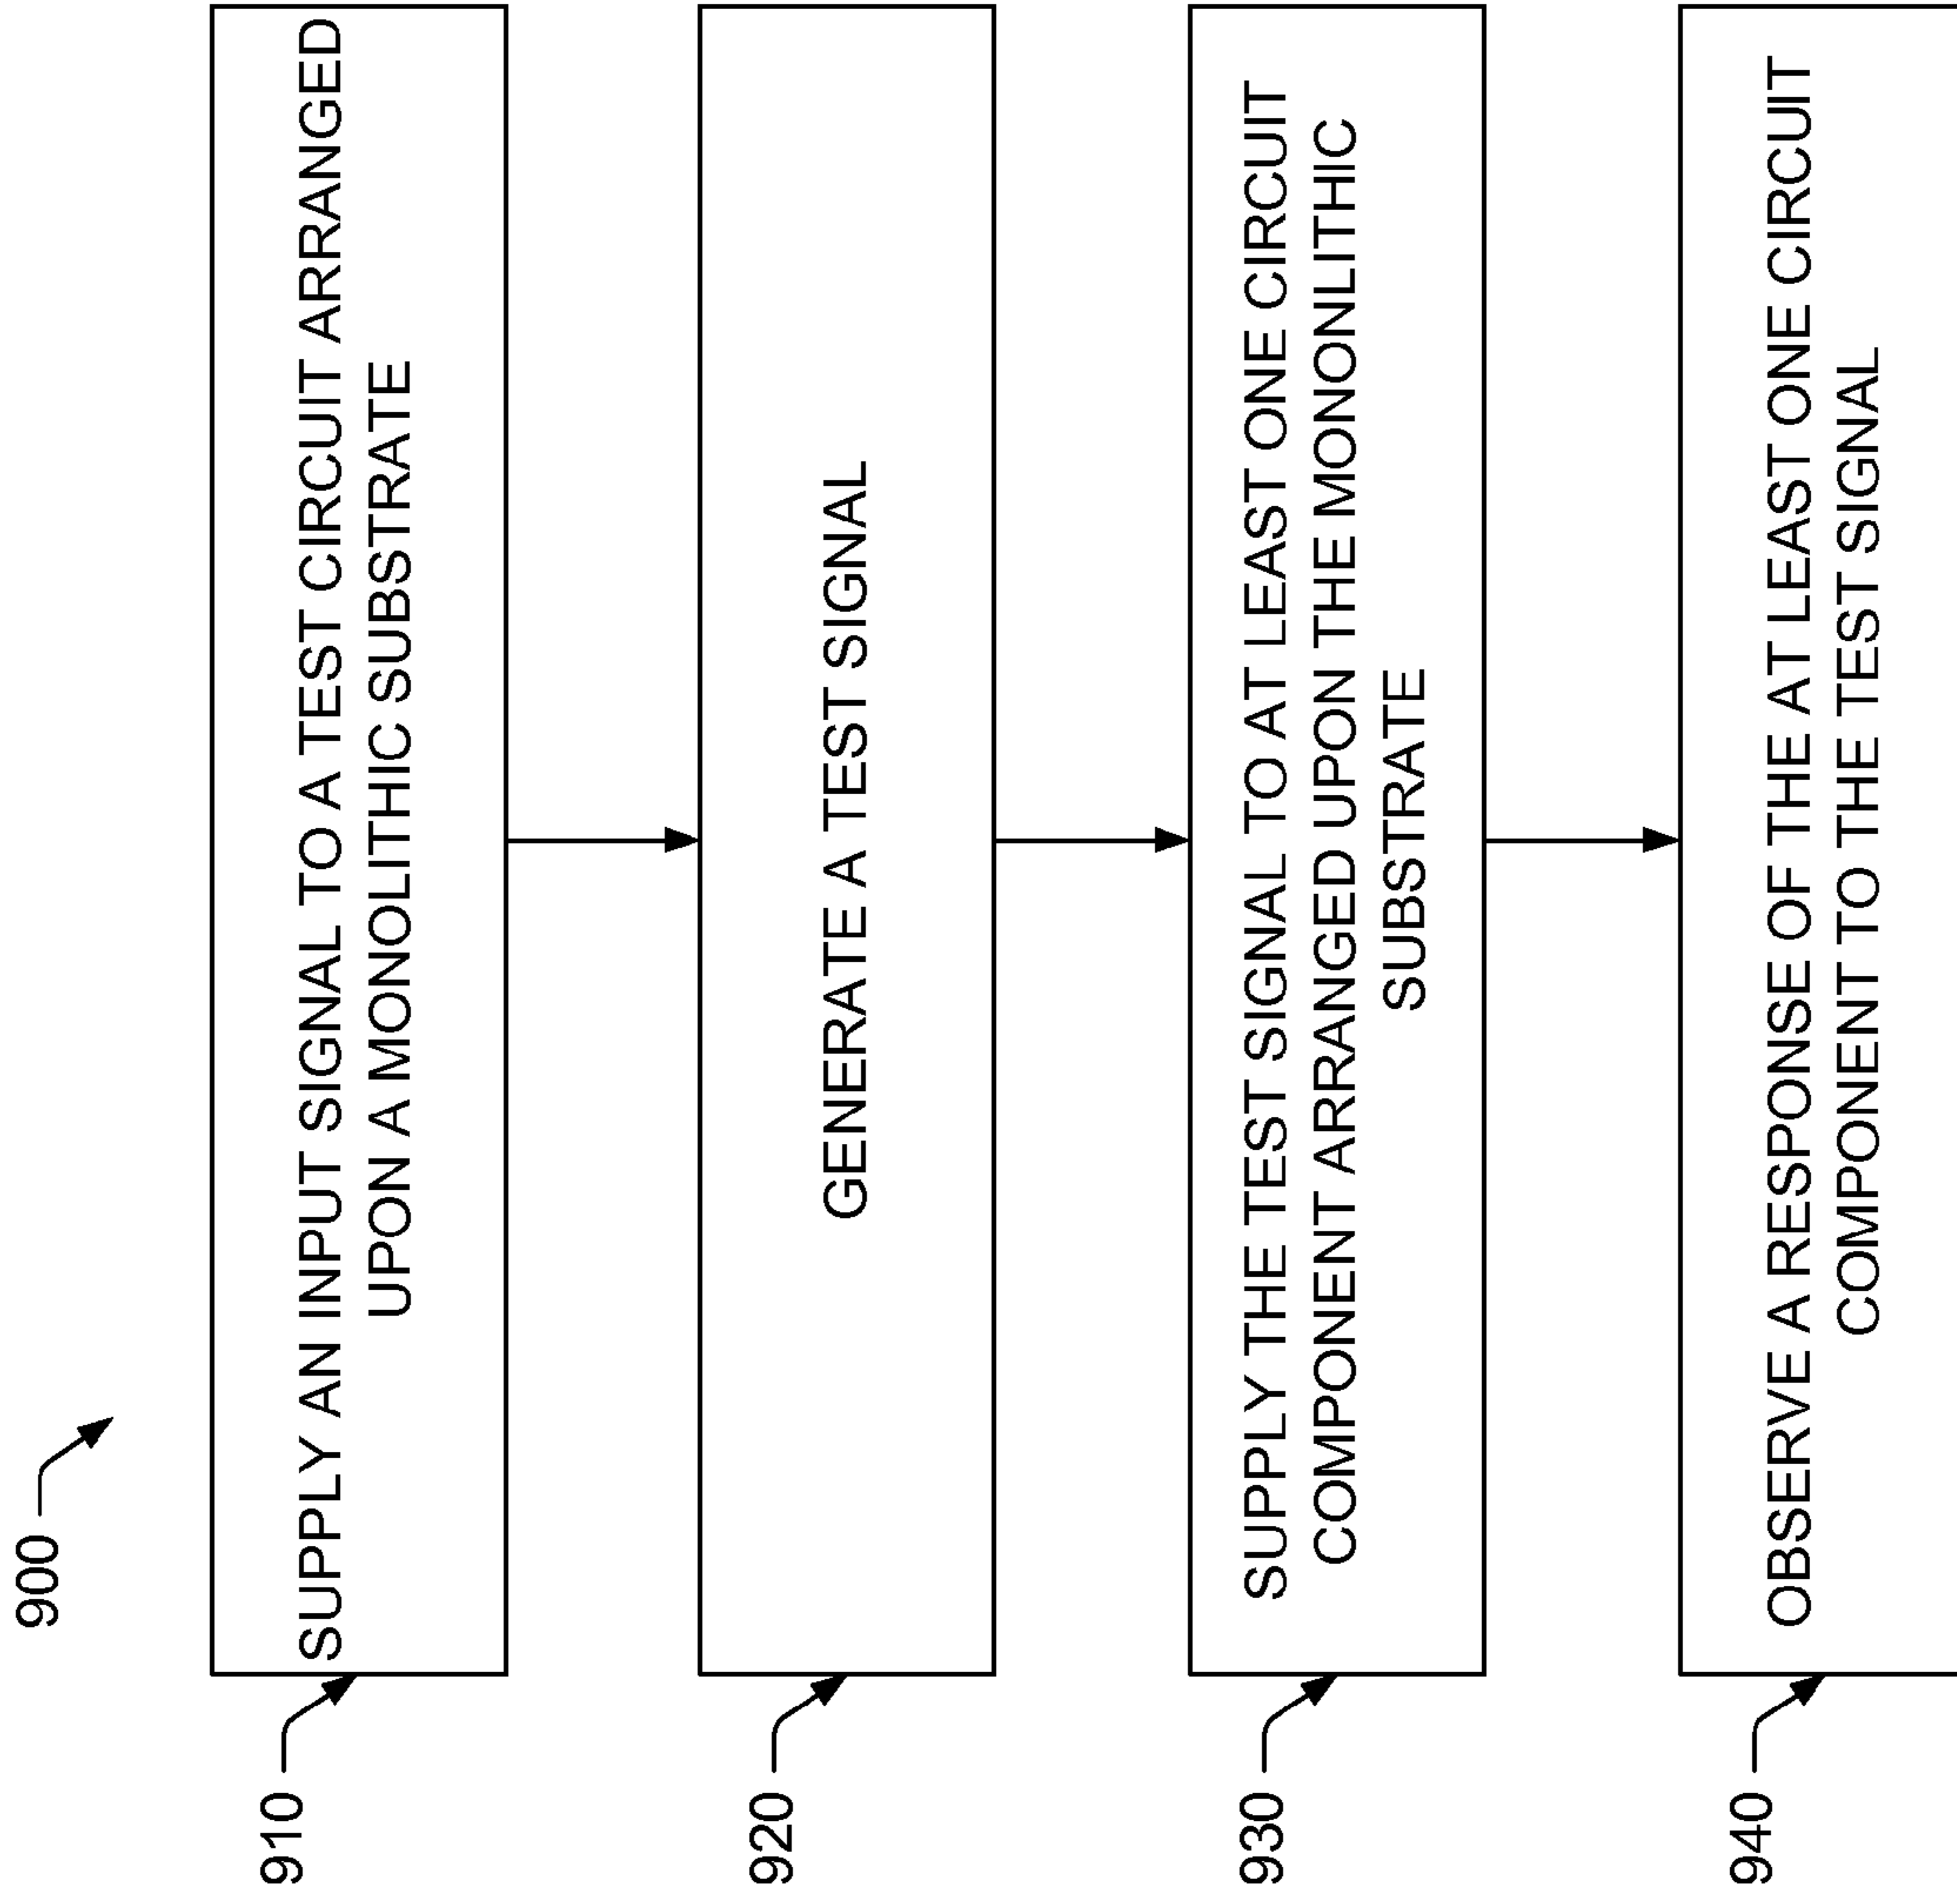 900
910
SUPPLY AN INPUT SIGNAL TO A TEST CIRCUIT ARRANGED
UPON A MONOLITHIC SUBSTRATE
920
GENERATE A TEST SIGNAL
930
SUPPLY THE TEST SIGNAL TO AT LEAST ONE CIRCUIT
COMPONENT ARRANGED UPON THE MONONLITHIC
SUBSTRATE
940
OBSERVE A RESPONSE OF THE AT LEAST ONE CIRCUIT
COMPONENT TO THE TEST SIGNAL